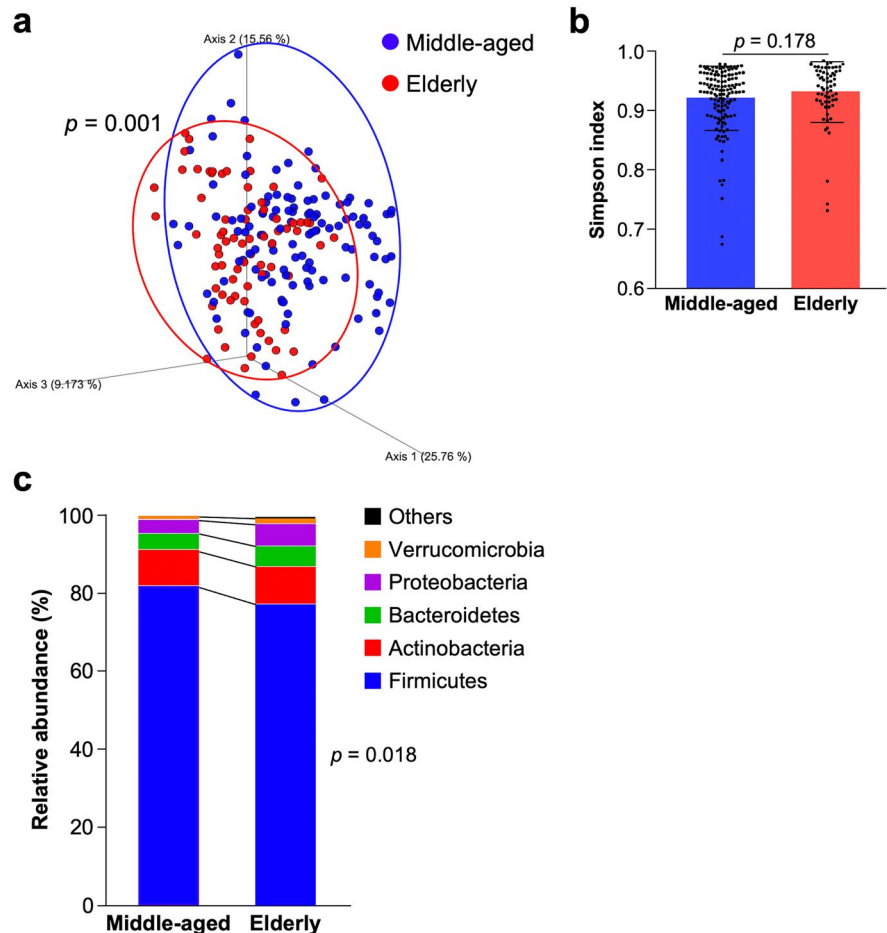 a
Axis 2 (15.56 %)
Middle-aged
Elderly
p = 0.001
Axis 3 (9.173 %)
Axis 1 (25.76 %)
b
p = 0.178
1.0
0.9
0.8
0.7
0.6
Simpson index
Middle-aged Elderly
c
100
80
60
40
20
0
Relative abundance (%)
Others
Verrucomicrobia
Proteobacteria
Bacteroidetes
Actinobacteria
Firmicutes
p = 0.018
Middle-aged Elderly